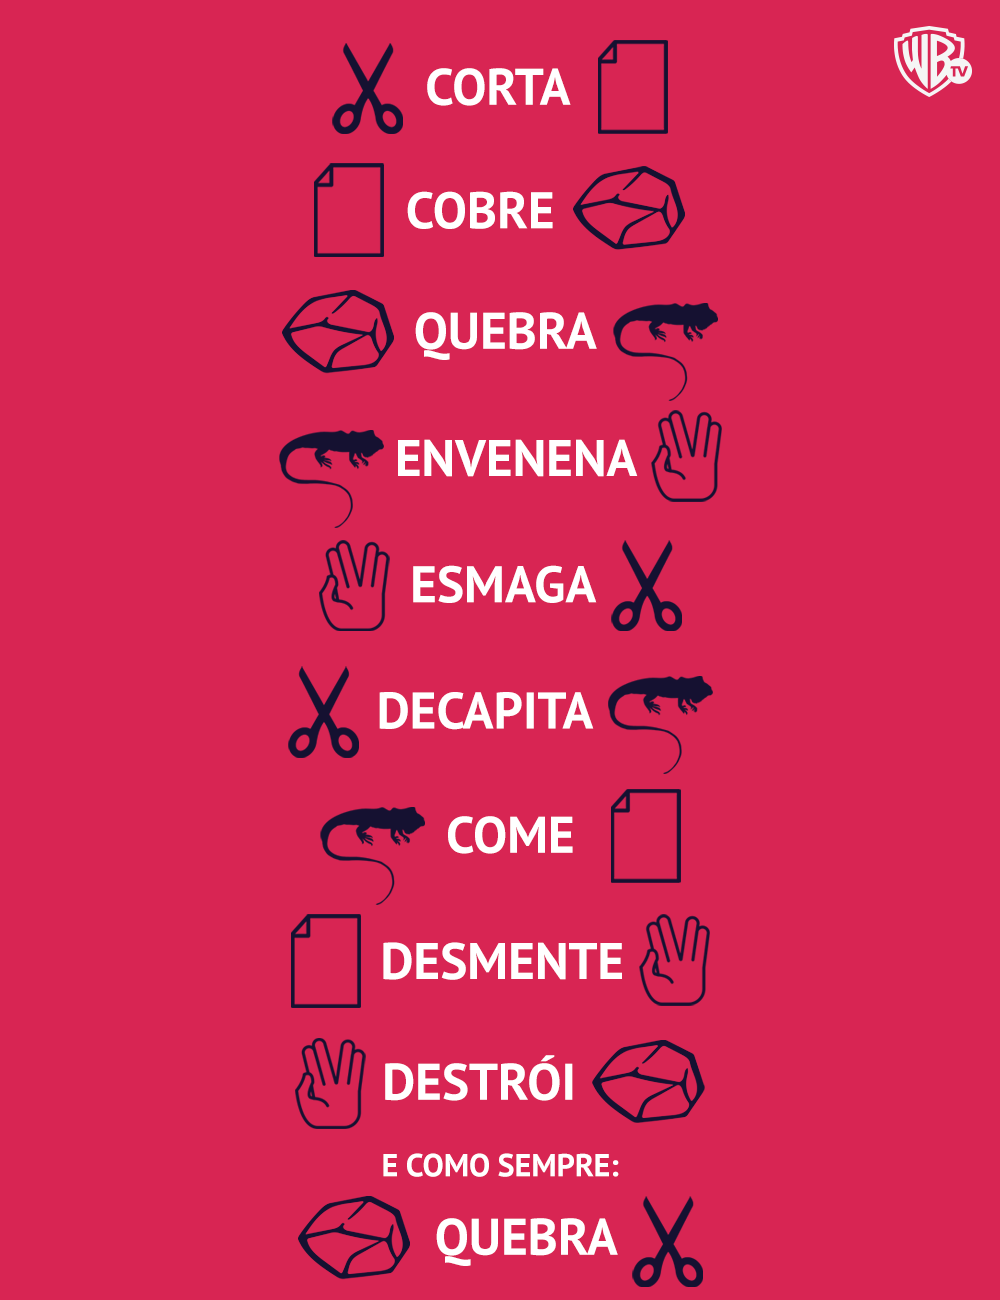 WB TV
CORTA
COBRE
QUEBRA
ENVENENA
ESMAGA
DECAPITA
COME
DESMENTE
DESTRÓI
E COMO SEMPRE:
QUEBRA